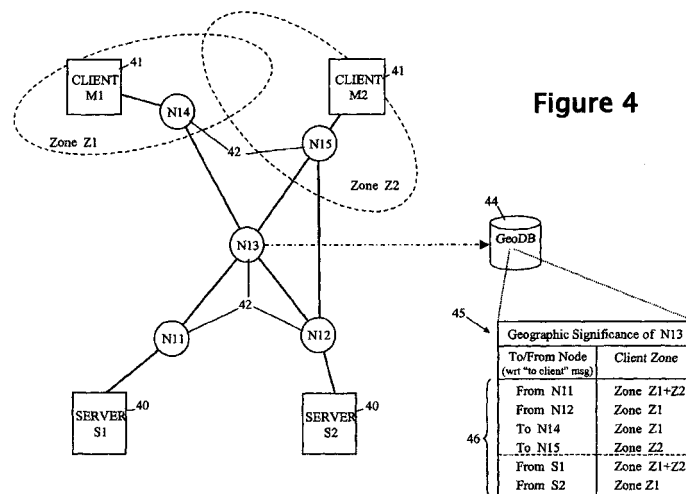 41
CLIENT
M1
41
CLIENT
M2
Figure 4
N14
Zone Z1
42
N15
Zone Z2
44
GeoDB
N13
42
N11
N12
45
Geographic Significance of N13
To/From Node
(wrt "to client" msg)
Client Zone
From N11 Zone Z1+Z2
From N12 Zone Z1
To N14 Zone Z1
To N15 Zone Z2
46
From S1 Zone Z1+Z2
From S2 Zone Z1
SERVER
S1
40
SERVER
S2
40